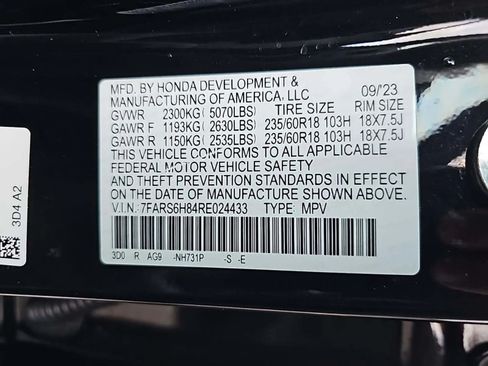 MFD. BY HONDA DEVELOPMENT & 09/'23
MANUFACTURING OF AMERICA, LLC
GVWR 2300KG(5070LBS) TIRE SIZE RIM SIZE
GAWR F 1193KG(2630LBS) 235/60R18 103H 18X7.5J
GAWR R 1150KG(2535LBS) 235/60R18 103H 18X7.5J
THIS VEHICLE CONFORMS TO ALL APPLICABLE
FEDERAL MOTOR VEHICLE SAFETY
AND THEFT PREVENTION STANDARDS IN EFFECT
ON THE DATE OF MANUFACTURE SHOWN ABOVE.
V.I.N.: 7FARS6H84RE024433 TYPE: MPV
3D0 R AG9 -NH731P -S -E
3D4 A2